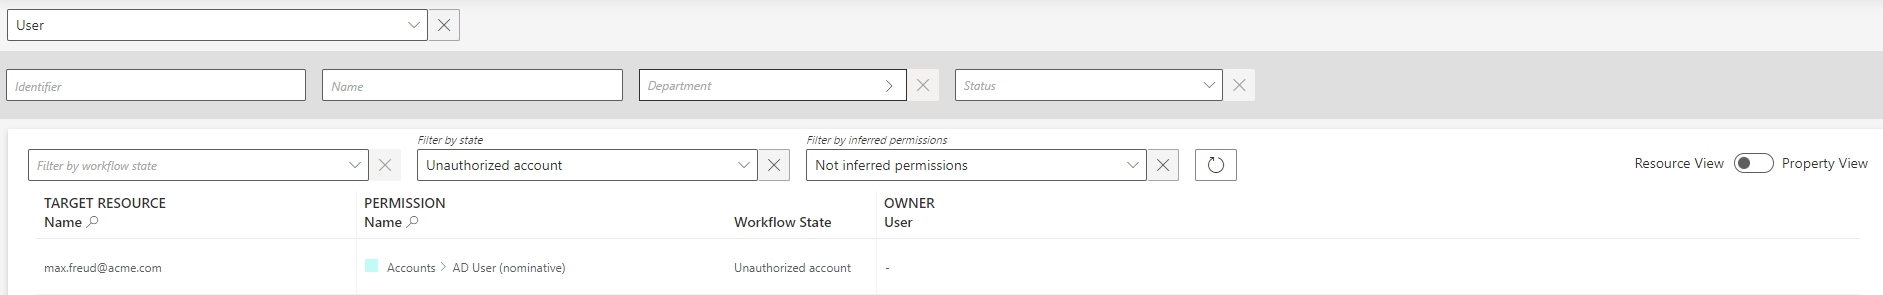 User
Identifier
Name
Department
Status
Filter by state
Filter by inferred permissions
Filter by workflow state
Unauthorized account
Not inferred permissions
Resource View
Property View
TARGET RESOURCE
PERMISSION
OWNER
Name
Name
Workflow State
User
max.freud@acme.com
Accounts > AD User (nominative)
Unauthorized account
-